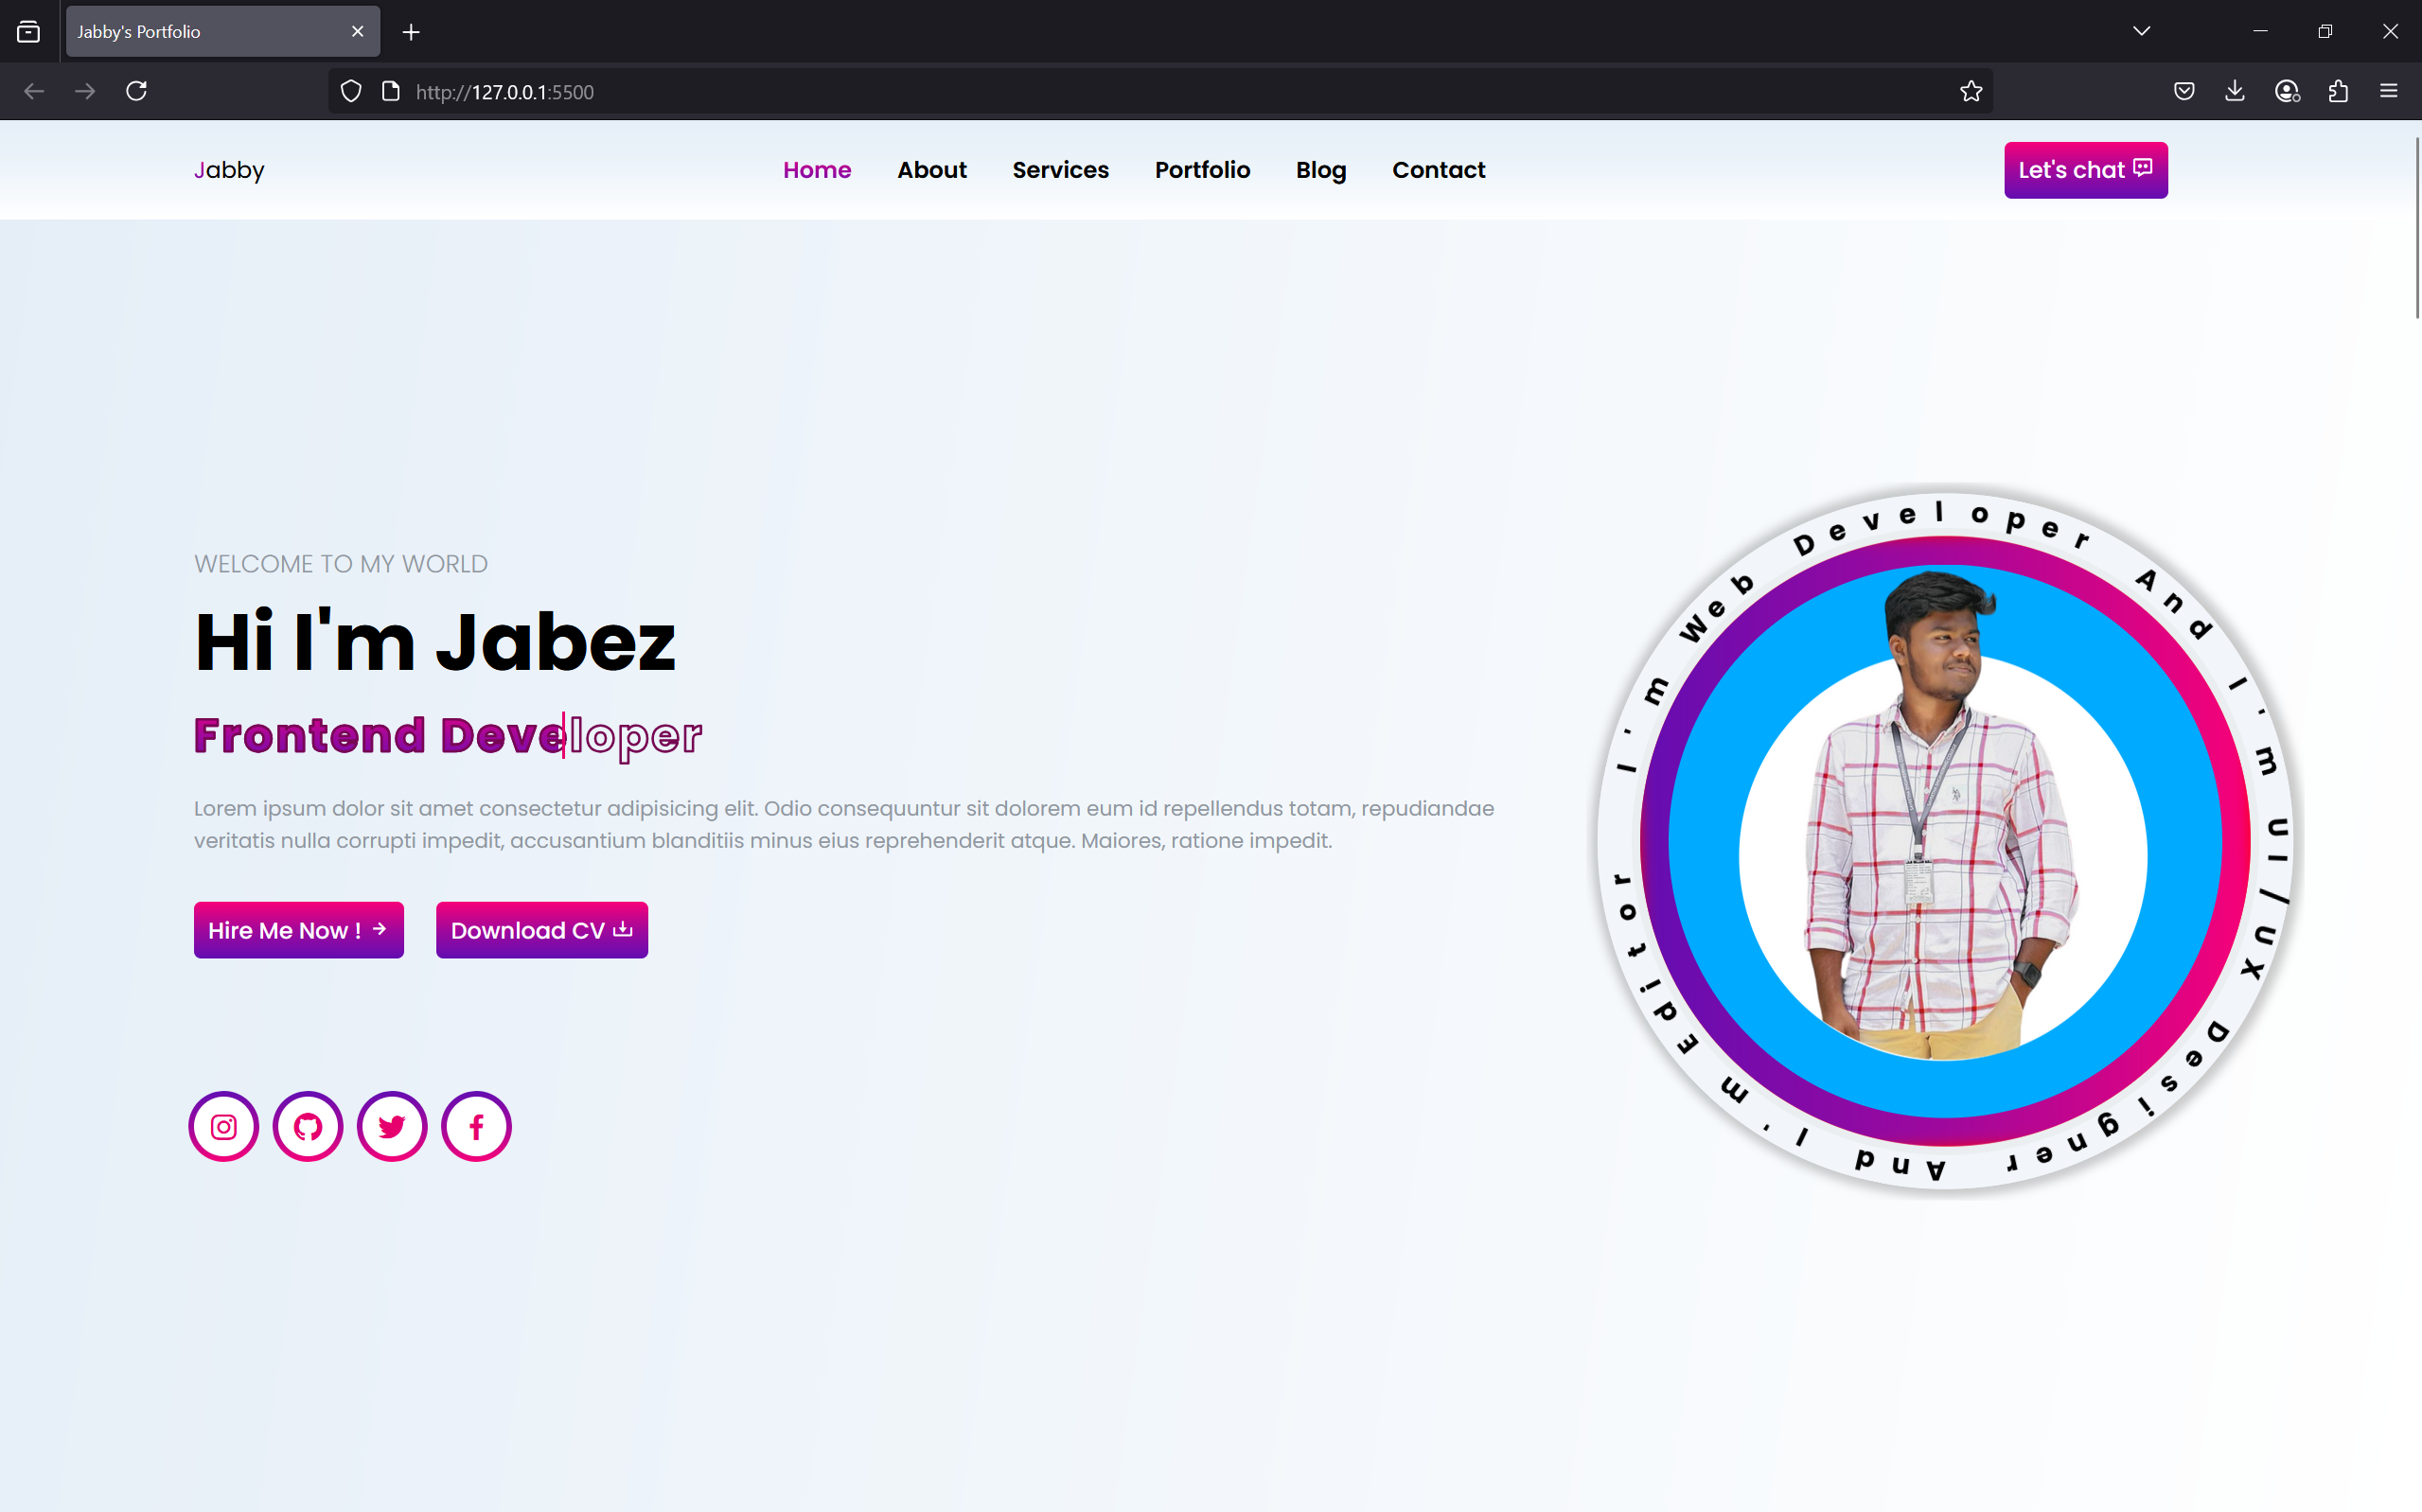 Jabby's Portfolio
http://127.0.0.1:5500
Jabby
Home About Services Portfolio Blog Contact
Let's chat
WELCOME TO MY WORLD
Hi I'm Jabez
Frontend Developer
Lorem ipsum dolor sit amet consectetur adipisicing elit. Odio consequuntur sit dolorem eum id repellendus totam, repudiandae
veritatis nulla corrupti impedit, accusantium blanditiis minus eius reprehenderit atque. Maiores, ratione impedit.
Hire Me Now !
Download CV
I'm Web Developer And I'm UI/UX Designer And I'm Editor